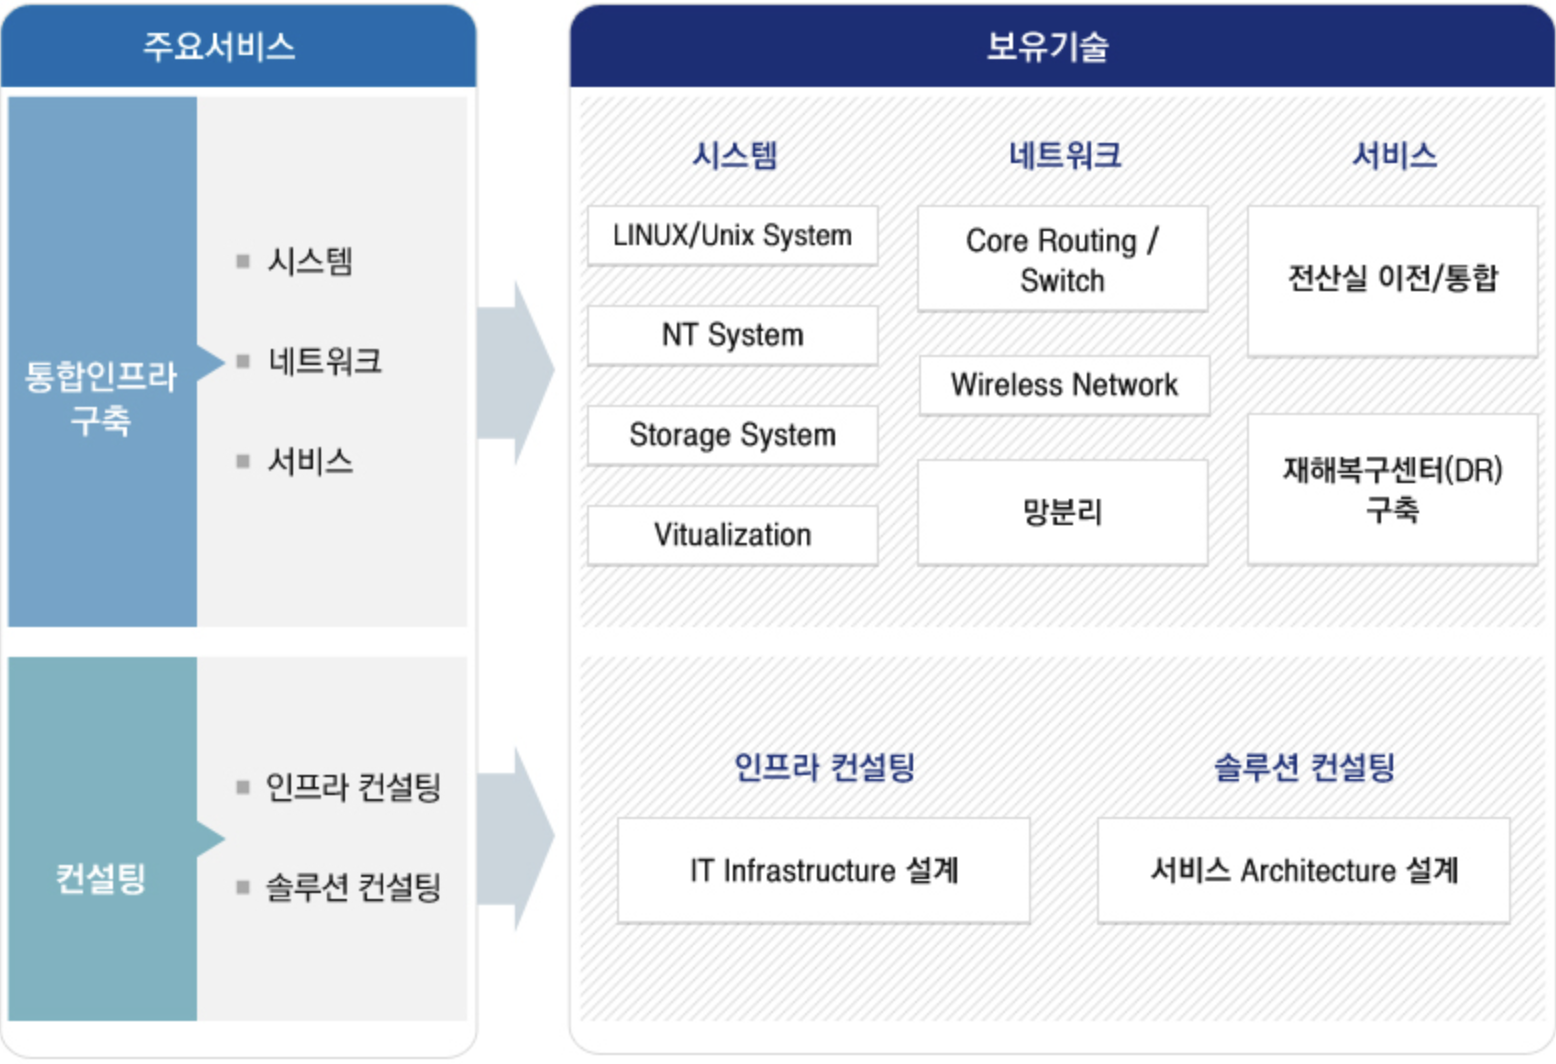 주요서비스
통합인프라
구축
시스템
네트워크
서비스
컨설팅
인프라 컨설팅
솔루션 컨설팅
보유기술
시스템
LINUX/Unix System
NT System
Storage System
Vitualization
네트워크
Core Routing /
Switch
Wireless Network
망분리
서비스
전산실 이전/통합
재해복구센터(DR)
구축
인프라 컨설팅
IT Infrastructure 설계
솔루션 컨설팅
서비스 Architecture 설계